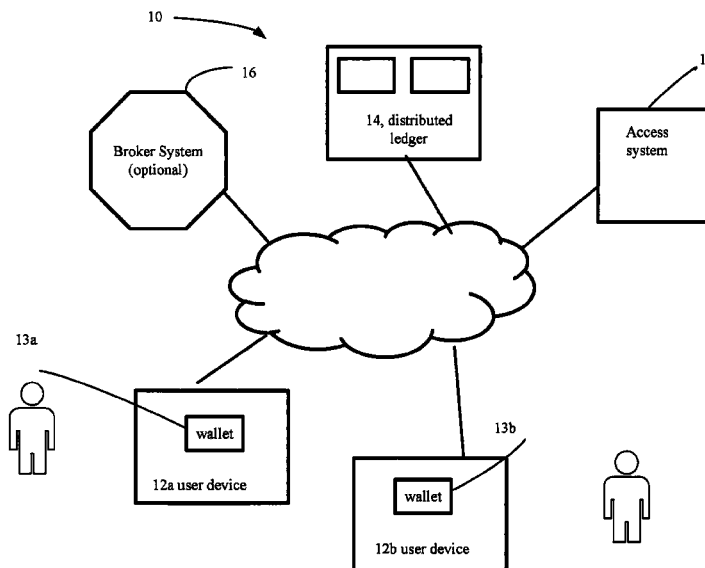 10
16
14, distributed
ledger
Broker System
(optional)
Access
system
13a
wallet
12a user device
13b
wallet
12b user device